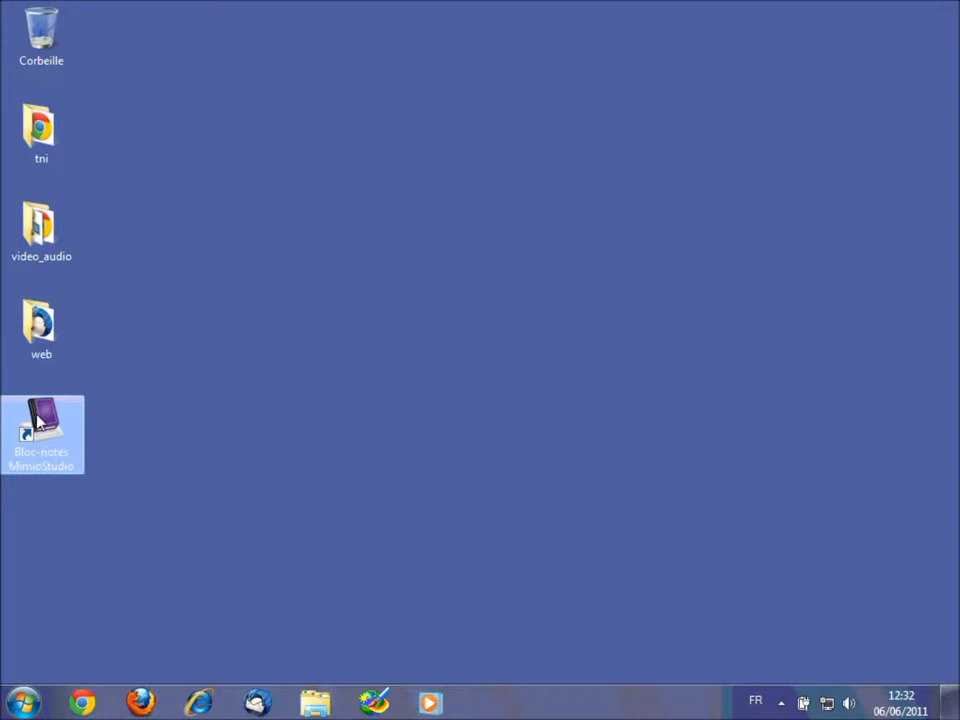 Corbeille
tni
video_audio
web
Bloc-notes
MimioStudio
FR
12:32
06/06/2011